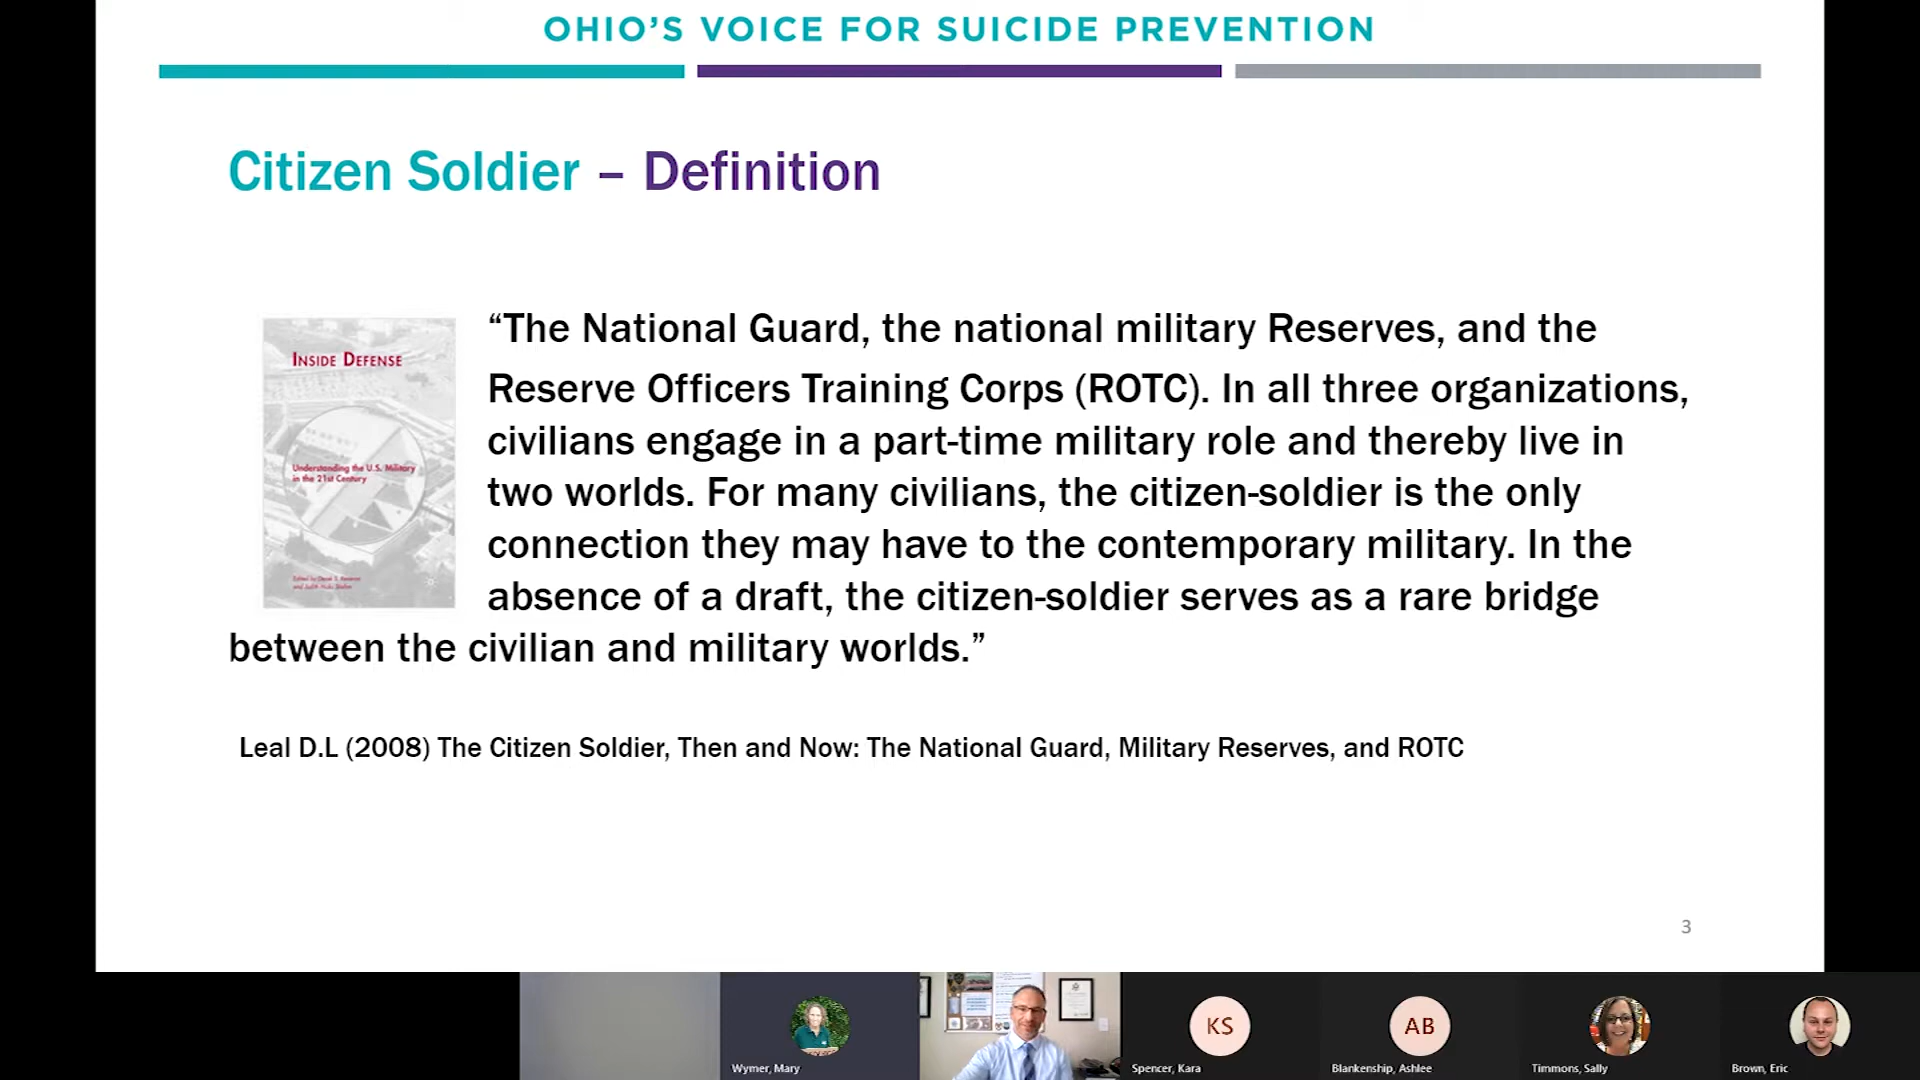 OHIO’S VOICE FOR SUICIDE PREVENTION
Citizen Soldier – Definition
INSIDE DEFENSE
Understanding the U.S. Military
in the 21st Century
“The National Guard, the national military Reserves, and the
Reserve Officers Training Corps (ROTC). In all three organizations,
civilians engage in a part-time military role and thereby live in
two worlds. For many civilians, the citizen-soldier is the only
connection they may have to the contemporary military. In the
absence of a draft, the citizen-soldier serves as a rare bridge
between the civilian and military worlds.”
Leal D.L (2008) The Citizen Soldier, Then and Now: The National Guard, Military Reserves, and ROTC
3
KS
AB
Wymer, Mary
Spencer, Kara
Blankenship, Ashlee
Timmons, Sally
Brown, Eric